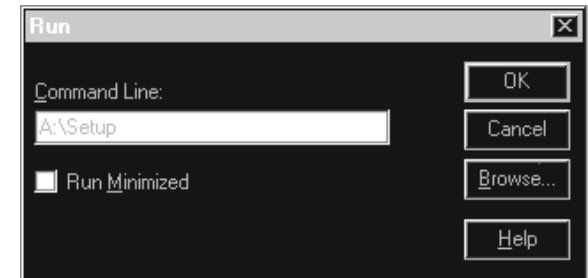 Run
Command Line:
A:\Setup
Run Minimized
OK
Cancel
Browse...
Help